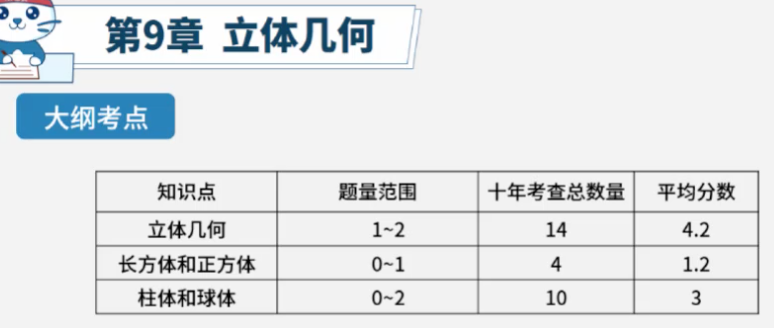 第9章 立体几何
大纲考点
知识点 题量范围 十年考查总数量 平均分数
立体几何 1~2 14 4.2
长方体和正方体 0~1 4 1.2
柱体和球体 0~2 10 3